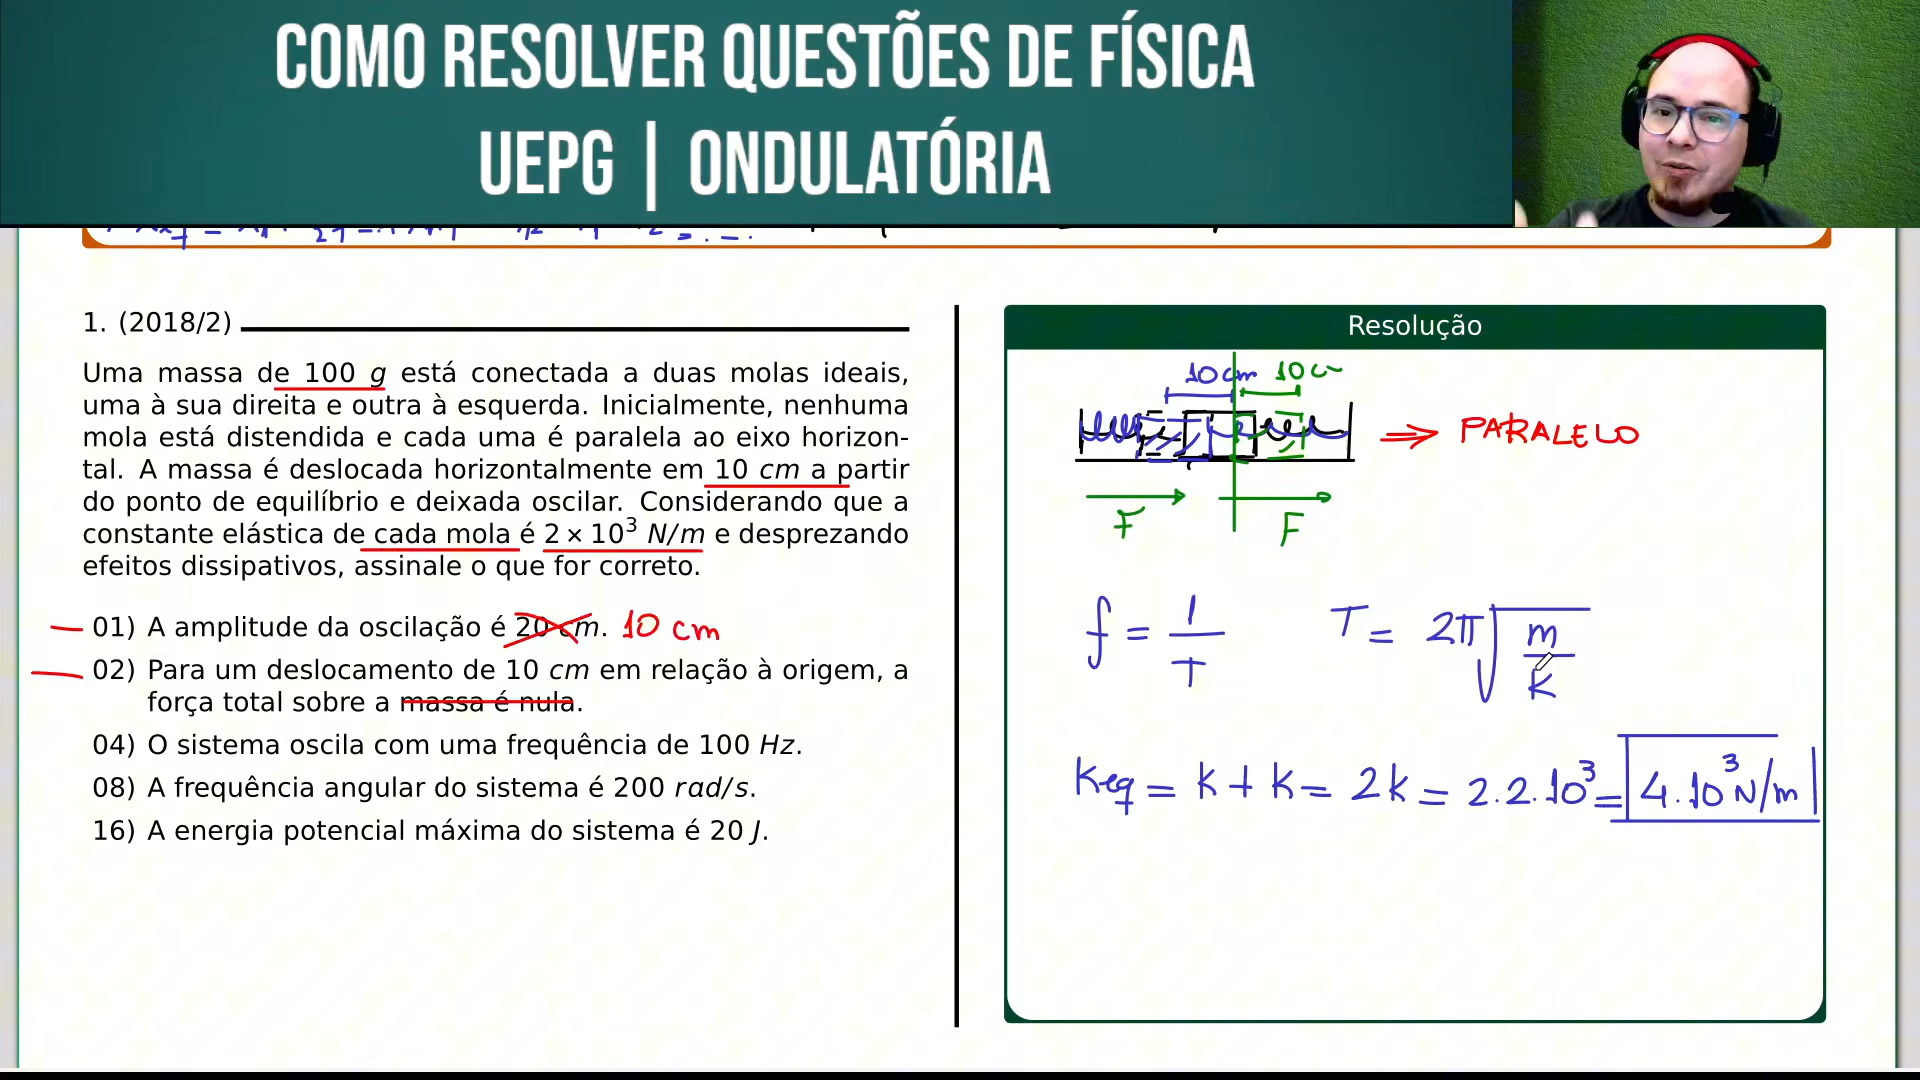 COMO RESOLVER QUESTÕES DE FÍSICA
UEPG | ONDULATÓRIA
1. (2018/2)
Uma massa de 100 g está conectada a duas molas ideais,
uma à sua direita e outra à esquerda. Inicialmente, nenhuma
mola está distendida e cada uma é paralela ao eixo horizon-
tal. A massa é deslocada horizontalmente em 10 cm a partir
do ponto de equilíbrio e deixada oscilar. Considerando que a
constante elástica de cada mola é 2 × 10³ N/m e desprezando
efeitos dissipativos, assinale o que for correto.
01) A amplitude da oscilação é 20 cm. 10 cm
02) Para um deslocamento de 10 cm em relação à origem, a
força total sobre a massa é nula.
04) O sistema oscila com uma frequência de 100 Hz.
08) A frequência angular do sistema é 200 rad/s.
16) A energia potencial máxima do sistema é 20 J.
Resolução
10 cm 10 c
⇒ PARALELO
F F
f = 1/T T = 2π√m/K
Keq = k + k = 2k = 2.2.10³ = 4.10³ N/m